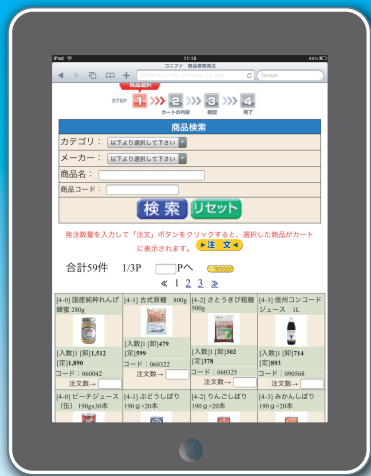 iPad
11:18
44%
コニファ 商品検索発注
Google
商品選択
STEP 1 2 3 4
カートの内容 確認 完了
商品検索
カテゴリ： 以下より選択して下さい
メーカー： 以下より選択して下さい
商品名：
商品コード：
検索 リセット
発注数量を入力して「注文」ボタンをクリックすると、選択した商品がカート
に表示されます。 ▶注 文◀
合計59件 1/3P Pへ
≪ 1 2 3 ≫
[4-0] 国産純粋れんげ
蜂蜜 280g
[入数]1 [卸]1,512
[定]1,890
コード：060042
注文数→
[4-1] 古式原糖 800g
[入数]1 [卸]479
[定]599
コード：060322
注文数→
[4-2] さとうきび粗糖
500g
[入数]1 [卸]302
[定]378
コード：060325
注文数→
[4-3] 信州コンコード
ジュース 1L
[入数]1 [卸]714
[定]893
コード：090568
注文数→
[4-0] ピーチジュース
（缶） 190gx30本
[4-1] ぶどうしぼり
190ｇ×20本
[4-2] りんごしぼり
190ｇ×20本
[4-3] みかんしぼり
190ｇ×20本